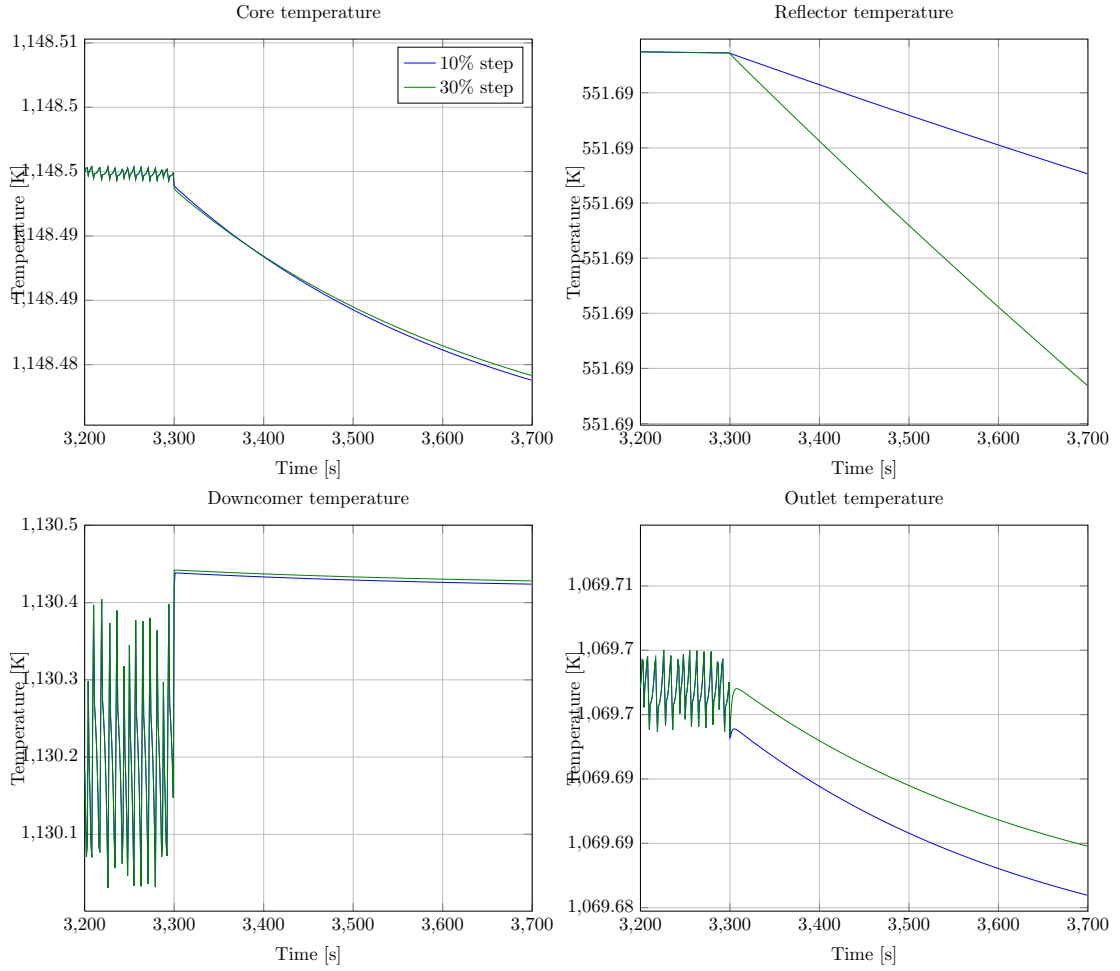 Core temperature
1,148.51
1,148.5
1,148.5
1,148.49
1,148.49
1,148.48
Temperature [K]
10% step
30% step
3,200 3,300 3,400 3,500 3,600 3,700
Time [s]
Reflector temperature
551.69
551.69
551.69
551.69
551.69
551.69
551.69
Temperature [K]
3,200 3,300 3,400 3,500 3,600 3,700
Time [s]
Downcomer temperature
1,130.5
1,130.4
1,130.3
1,130.2
1,130.1
Temperature [K]
3,200 3,300 3,400 3,500 3,600 3,700
Time [s]
Outlet temperature
1,069.71
1,069.7
1,069.7
1,069.69
1,069.69
1,069.68
Temperature [K]
3,200 3,300 3,400 3,500 3,600 3,700
Time [s]